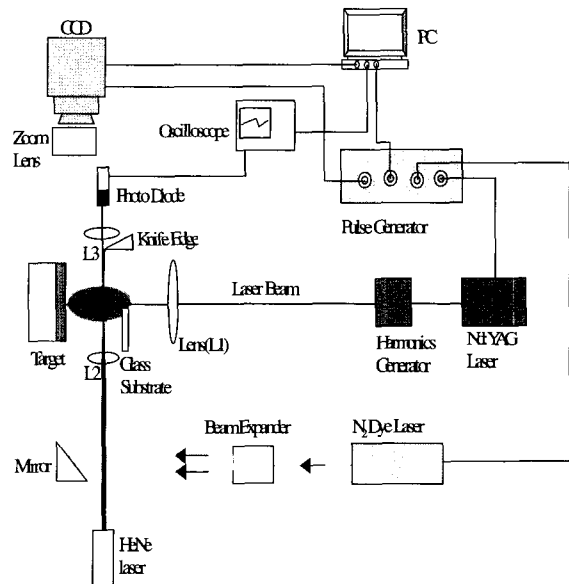 CCD
PC
Zoom
Lens
Oscilloscope
Photo Diode
Pulse Generator
L3
Knife Edge
Laser Beam
Target
Lens(L1)
Harmonics
Generator
Nd:YAG
Laser
L2
Glass
Substrate
Beam Expander
N₂ Dye Laser
Mirror
HeNe
laser